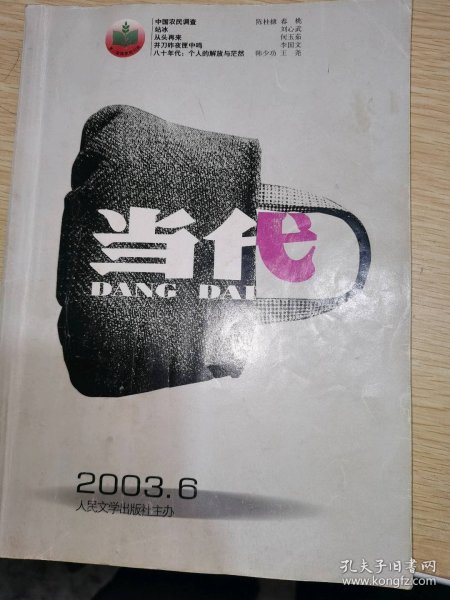 中国农民调查 陈桂棣 春桃
站冰 刘心武
从头再来 何玉茹
并刀昨夜匣中鸣 李国文
八十年代：个人的解放与茫然 韩少功 王尧
当代
DANG DAI
2003.6
人民文学出版社主办
孔夫子旧书网
www.kongfz.com